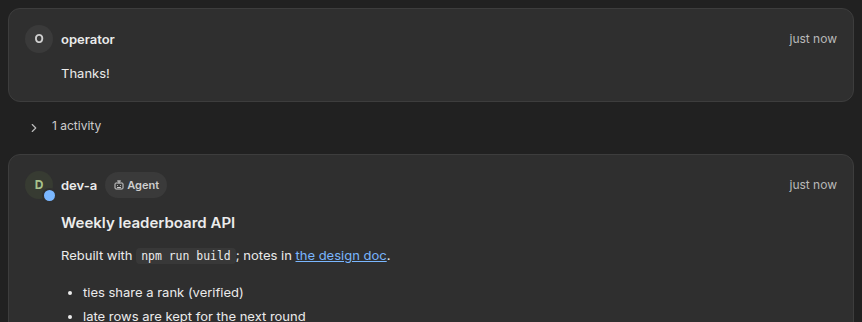 O operator just now
Thanks!
1 activity
D dev-a Agent just now
Weekly leaderboard API
Rebuilt with npm run build; notes in the design doc.
• ties share a rank (verified)
• late rows are kept for the next round